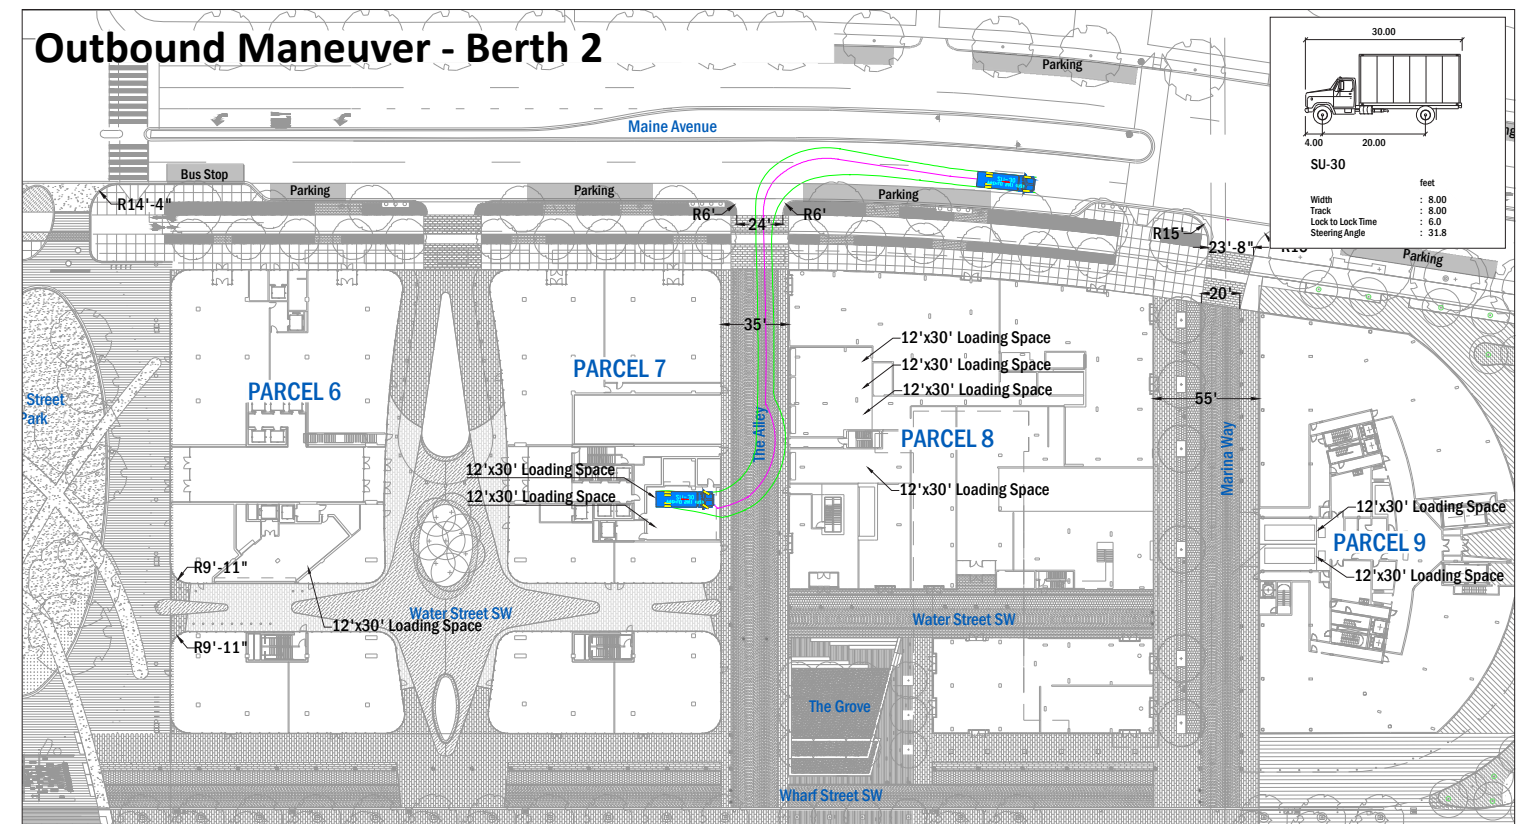 Outbound Maneuver - Berth 2
30.00
4.00
20.00
SU-30
feet
Width : 8.00
Track : 8.00
Lock to Lock Time : 6.0
Steering Angle : 31.8
Parking
Maine Avenue
Bus Stop
Parking
Parking
Parking
R14'-4"
R6'
R6'
24'
R15'
23'-8"
Parking
20'
35'
SU-30
12'x30' Loading Space
12'x30' Loading Space
12'x30' Loading Space
PARCEL 6
PARCEL 7
PARCEL 8
55'
Street
Park
The Alley
Marina Way
12'x30' Loading Space
12'x30' Loading Space
SU-30
12'x30' Loading Space
12'x30' Loading Space
PARCEL 9
12'x30' Loading Space
R9'-11"
Water Street SW
12'x30' Loading Space
R9'-11"
Water Street SW
The Grove
Wharf Street SW